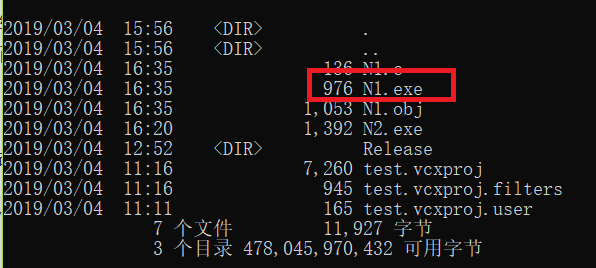 2019/03/04 15:56 <DIR> .
2019/03/04 15:56 <DIR> ..
2019/03/04 16:35 136 N1.c
2019/03/04 16:35 976 N1.exe
2019/03/04 16:35 1,053 N1.obj
2019/03/04 16:20 1,392 N2.exe
2019/03/04 12:52 <DIR> Release
2019/03/04 11:16 7,260 test.vcxproj
2019/03/04 11:16 945 test.vcxproj.filters
2019/03/04 11:11 165 test.vcxproj.user
7 个文件 11,927 字节
3 个目录 478,045,970,432 可用字节